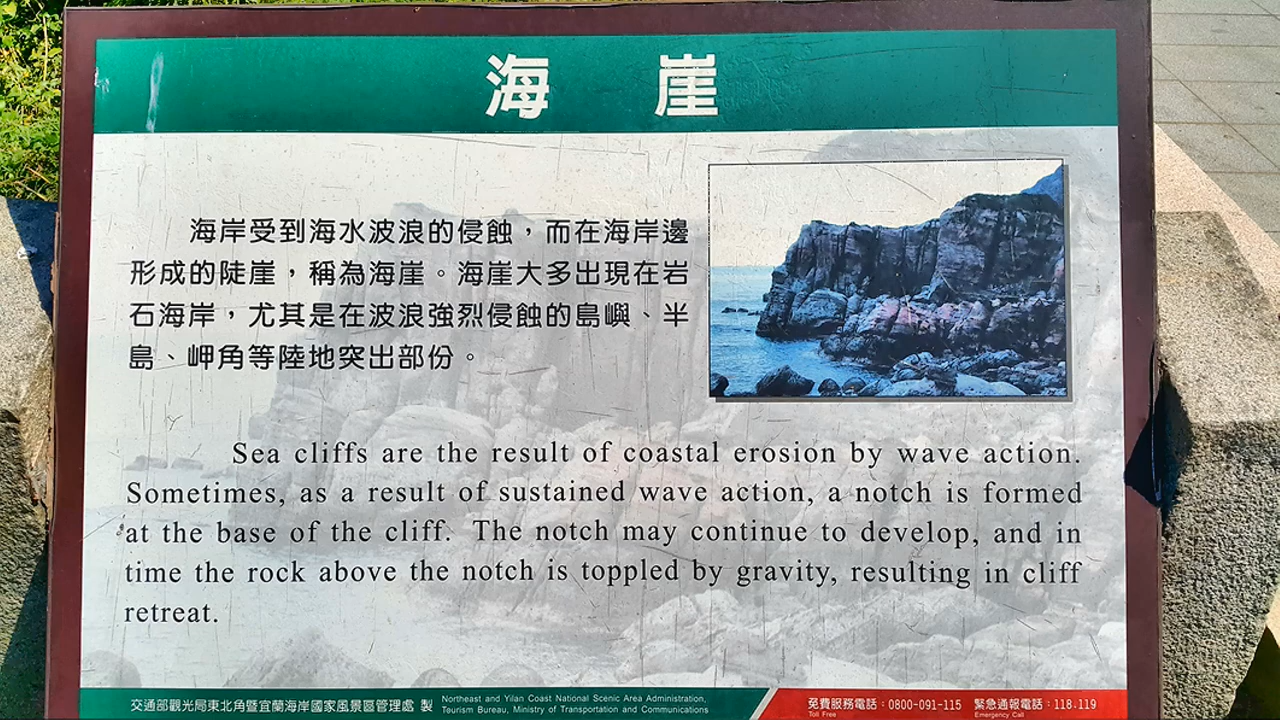 海崖
海岸受到海水波浪的侵蝕，而在海岸邊
形成的陡崖，稱為海崖。海崖大多出現在岩
石海岸，尤其是在波浪強烈侵蝕的島嶼、半
島、岬角等陸地突出部份。
Sea cliffs are the result of coastal erosion by wave action.
Sometimes, as a result of sustained wave action, a notch is formed
at the base of the cliff. The notch may continue to develop, and in
time the rock above the notch is toppled by gravity, resulting in cliff
retreat.
交通部觀光局東北角暨宜蘭海岸國家風景區管理處 製
Northeast and Yilan Coast National Scenic Area Administration,
Tourism Bureau, Ministry of Transportation and Communications
免費服務電話：0800-091-115 緊急通報電話：118.119
Toll Free Emergency Call